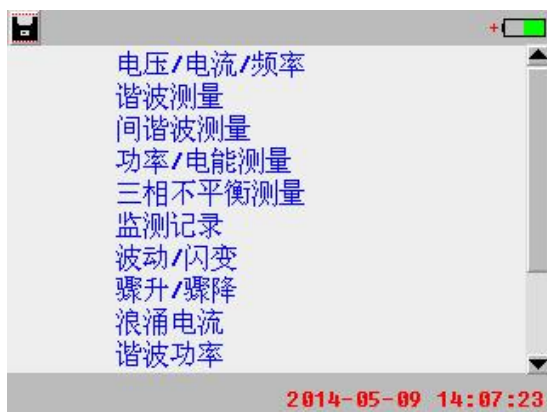 +
电压/电流/频率
谐波测量
间谐波测量
功率/电能测量
三相不平衡测量
监测记录
波动/闪变
骤升/骤降
浪涌电流
谐波功率
2014-05-09 14:07:23